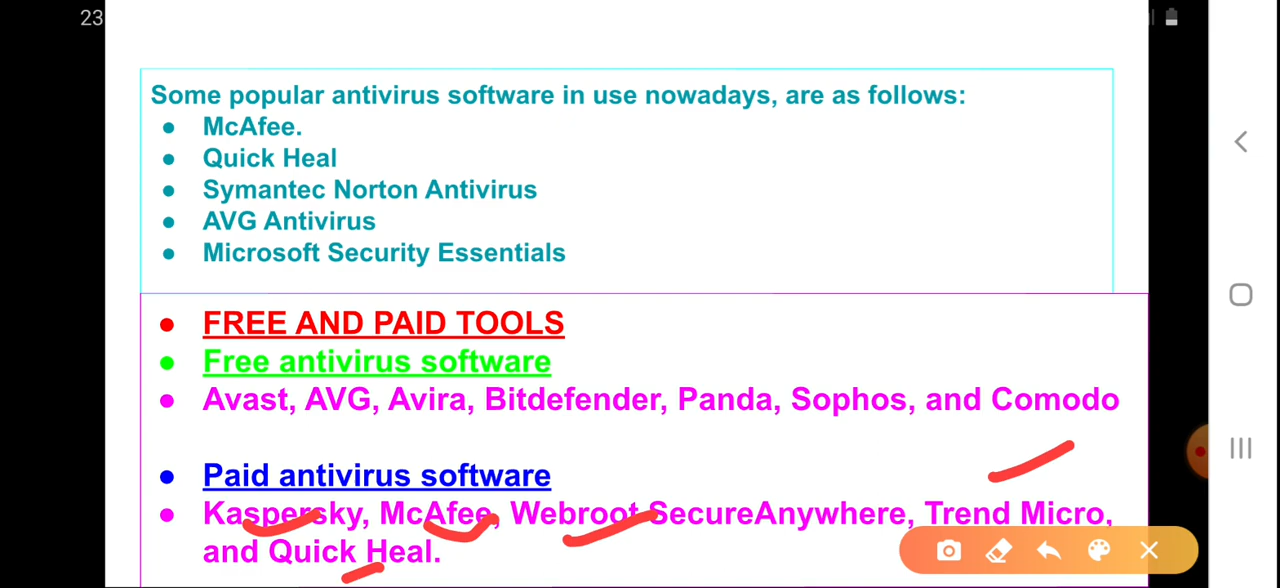 23
Some popular antivirus software in use nowadays, are as follows:
● McAfee.
● Quick Heal
● Symantec Norton Antivirus
● AVG Antivirus
● Microsoft Security Essentials
● FREE AND PAID TOOLS
● Free antivirus software
● Avast, AVG, Avira, Bitdefender, Panda, Sophos, and Comodo
● Paid antivirus software
● Kaspersky, McAfee, Webroot SecureAnywhere, Trend Micro,
and Quick Heal.